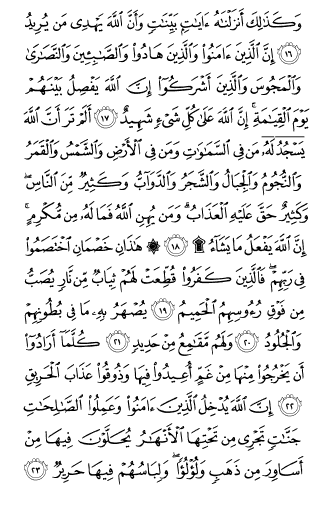 وَكَذَٰلِكَ أَنزَلْنَٰهُ ءَايَٰتٍۭ بَيِّنَٰتٍ وَأَنَّ ٱللَّهَ يَهْدِى مَن يُرِيدُ
١٦ إِنَّ ٱلَّذِينَ ءَامَنُوا۟ وَٱلَّذِينَ هَادُوا۟ وَٱلصَّٰبِـِٔينَ وَٱلنَّصَٰرَىٰ
وَٱلْمَجُوسَ وَٱلَّذِينَ أَشْرَكُوٓا۟ إِنَّ ٱللَّهَ يَفْصِلُ بَيْنَهُمْ
يَوْمَ ٱلْقِيَٰمَةِ ۚ إِنَّ ٱللَّهَ عَلَىٰ كُلِّ شَىْءٍ شَهِيدٌ ١٧ أَلَمْ تَرَ أَنَّ ٱللَّهَ
يَسْجُدُ لَهُۥ مَن فِى ٱلسَّمَٰوَٰتِ وَمَن فِى ٱلْأَرْضِ وَٱلشَّمْسُ وَٱلْقَمَرُ
وَٱلنُّجُومُ وَٱلْجِبَالُ وَٱلشَّجَرُ وَٱلدَّوَآبُّ وَكَثِيرٌ مِّنَ ٱلنَّاسِ ۖ
وَكَثِيرٌ حَقَّ عَلَيْهِ ٱلْعَذَابُ ۗ وَمَن يُهِنِ ٱللَّهُ فَمَا لَهُۥ مِن مُّكْرِمٍ ۚ
إِنَّ ٱللَّهَ يَفْعَلُ مَا يَشَآءُ ۩ ١٨ ۞ هَٰذَانِ خَصْمَانِ ٱخْتَصَمُوا۟
فِى رَبِّهِمْ ۖ فَٱلَّذِينَ كَفَرُوا۟ قُطِّعَتْ لَهُمْ ثِيَابٌ مِّن نَّارٍ يُصَبُّ
مِن فَوْقِ رُءُوسِهِمُ ٱلْحَمِيمُ ١٩ يُصْهَرُ بِهِۦ مَا فِى بُطُونِهِمْ
وَٱلْجُلُودُ ٢٠ وَلَهُم مَّقَٰمِعُ مِنْ حَدِيدٍ ٢١ كُلَّمَآ أَرَادُوٓا۟
أَن يَخْرُجُوا۟ مِنْهَا مِنْ غَمٍّ أُعِيدُوا۟ فِيهَا وَذُوقُوا۟ عَذَابَ ٱلْحَرِيقِ
٢٢ إِنَّ ٱللَّهَ يُدْخِلُ ٱلَّذِينَ ءَامَنُوا۟ وَعَمِلُوا۟ ٱلصَّٰلِحَٰتِ
جَنَّٰتٍ تَجْرِى مِن تَحْتِهَا ٱلْأَنْهَٰرُ يُحَلَّوْنَ فِيهَا مِنْ
أَسَاوِرَ مِن ذَهَبٍ وَلُؤْلُؤًا ۖ وَلِبَاسُهُمْ فِيهَا حَرِيرٌ ٢٣